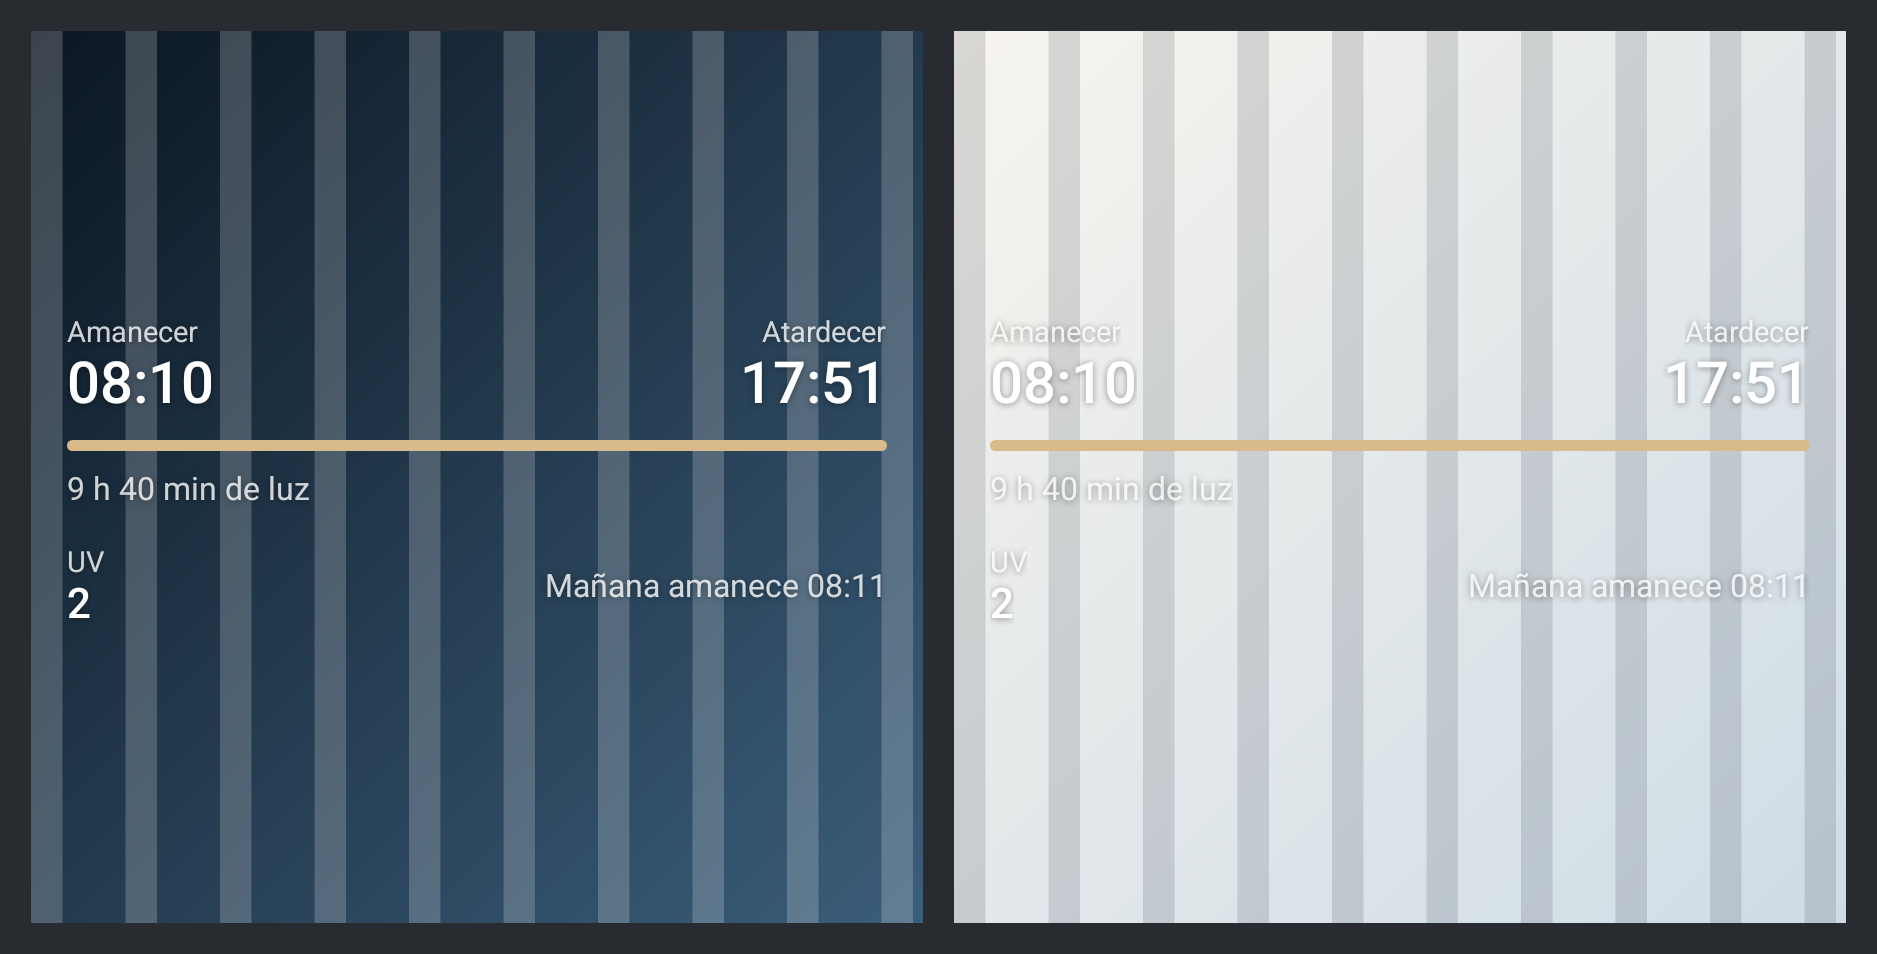 Amanecer Atardecer
08:10 17:51
9 h 40 min de luz
UV
2
Mañana amanece 08:11
Amanecer Atardecer
08:10 17:51
9 h 40 min de luz
UV
2
Mañana amanece 08:11